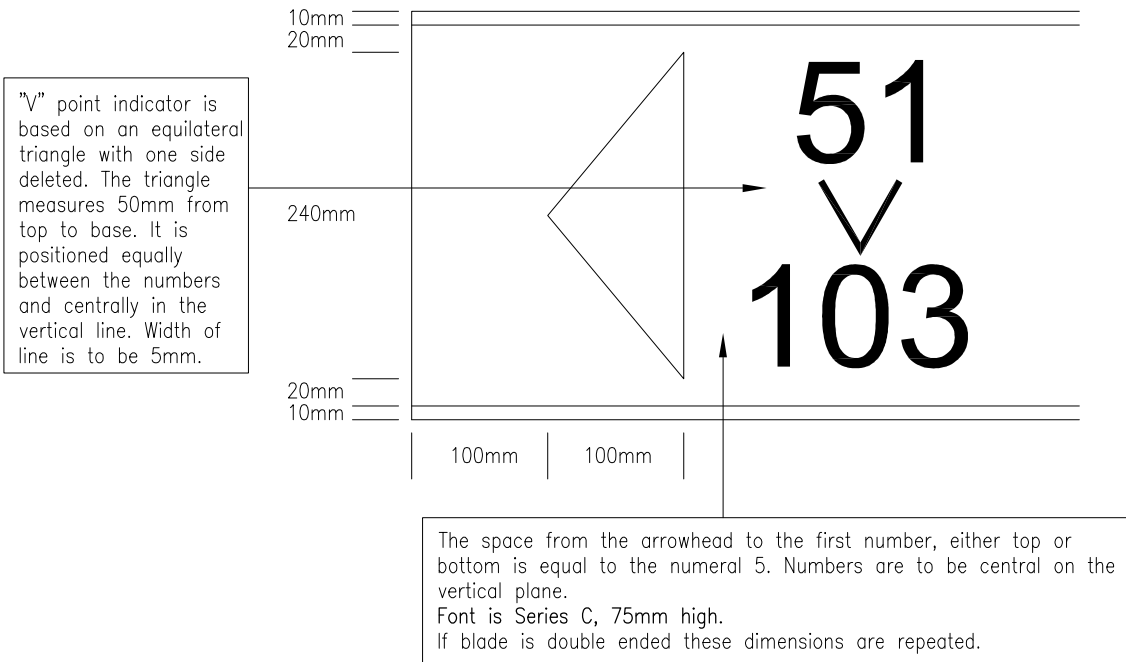 10mm
20mm
"V" point indicator is
based on an equilateral
triangle with one side
deleted. The triangle
measures 50mm from
top to base. It is
positioned equally
between the numbers
and centrally in the
vertical line. Width of
line is to be 5mm.
240mm
51
103
20mm
10mm
100mm 100mm
The space from the arrowhead to the first number, either top or
bottom is equal to the numeral 5. Numbers are to be central on the
vertical plane.
Font is Series C, 75mm high.
If blade is double ended these dimensions are repeated.